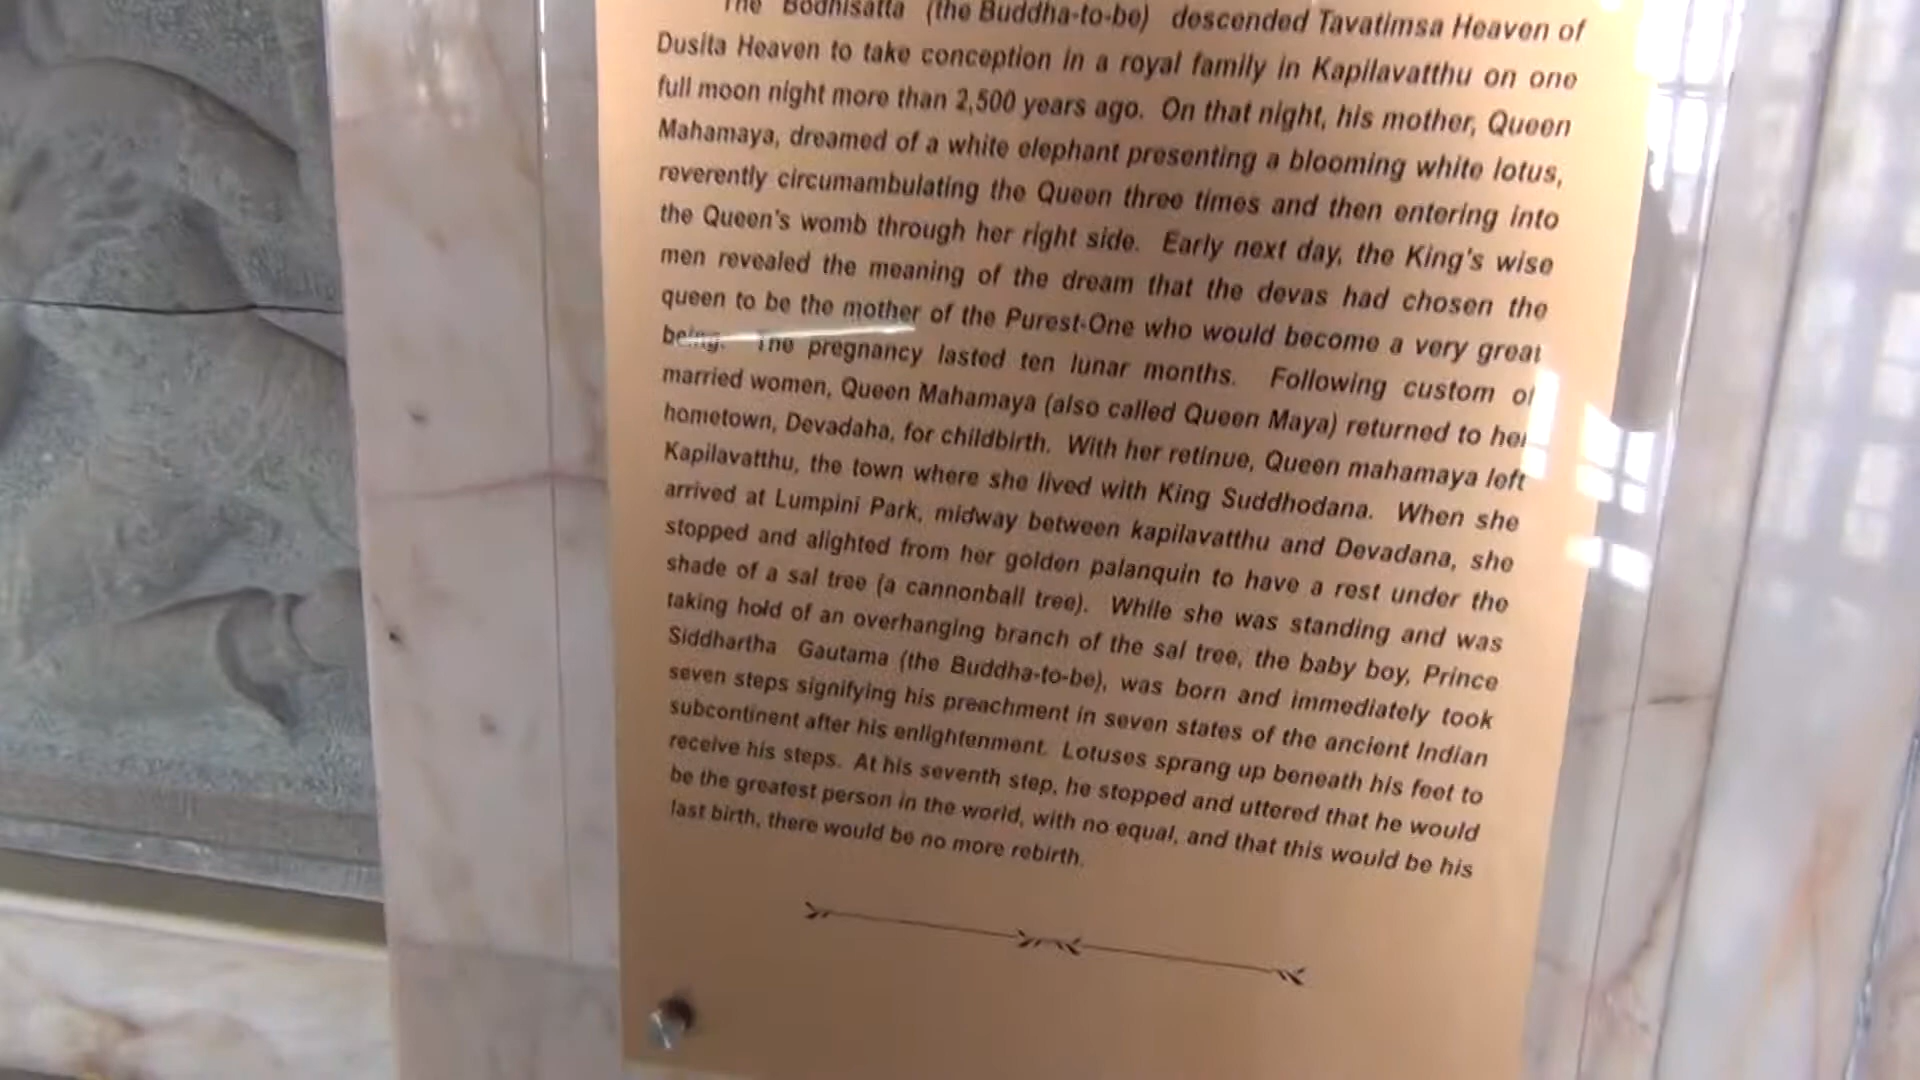 The Bodhisatta (the Buddha-to-be) descended Tavatimsa Heaven of
Dusita Heaven to take conception in a royal family in Kapilavatthu on one
full moon night more than 2,500 years ago. On that night, his mother, Queen
Mahamaya, dreamed of a white elephant presenting a blooming white lotus,
reverently circumambulating the Queen three times and then entering into
the Queen's womb through her right side. Early next day, the King's wise
men revealed the meaning of the dream that the devas had chosen the
queen to be the mother of the Purest-One who would become a very great
being. The pregnancy lasted ten lunar months. Following custom of
married women, Queen Mahamaya (also called Queen Maya) returned to her
hometown, Devadaha, for childbirth. With her retinue, Queen mahamaya left
Kapilavatthu, the town where she lived with King Suddhodana. When she
arrived at Lumpini Park, midway between kapilavatthu and Devadana, she
stopped and alighted from her golden palanquin to have a rest under the
shade of a sal tree (a cannonball tree). While she was standing and was
taking hold of an overhanging branch of the sal tree, the baby boy, Prince
Siddhartha Gautama (the Buddha-to-be), was born and immediately took
seven steps signifying his preachment in seven states of the ancient Indian
subcontinent after his enlightenment. Lotuses sprang up beneath his feet to
receive his steps. At his seventh step, he stopped and uttered that he would
be the greatest person in the world, with no equal, and that this would be his
last birth, there would be no more rebirth.